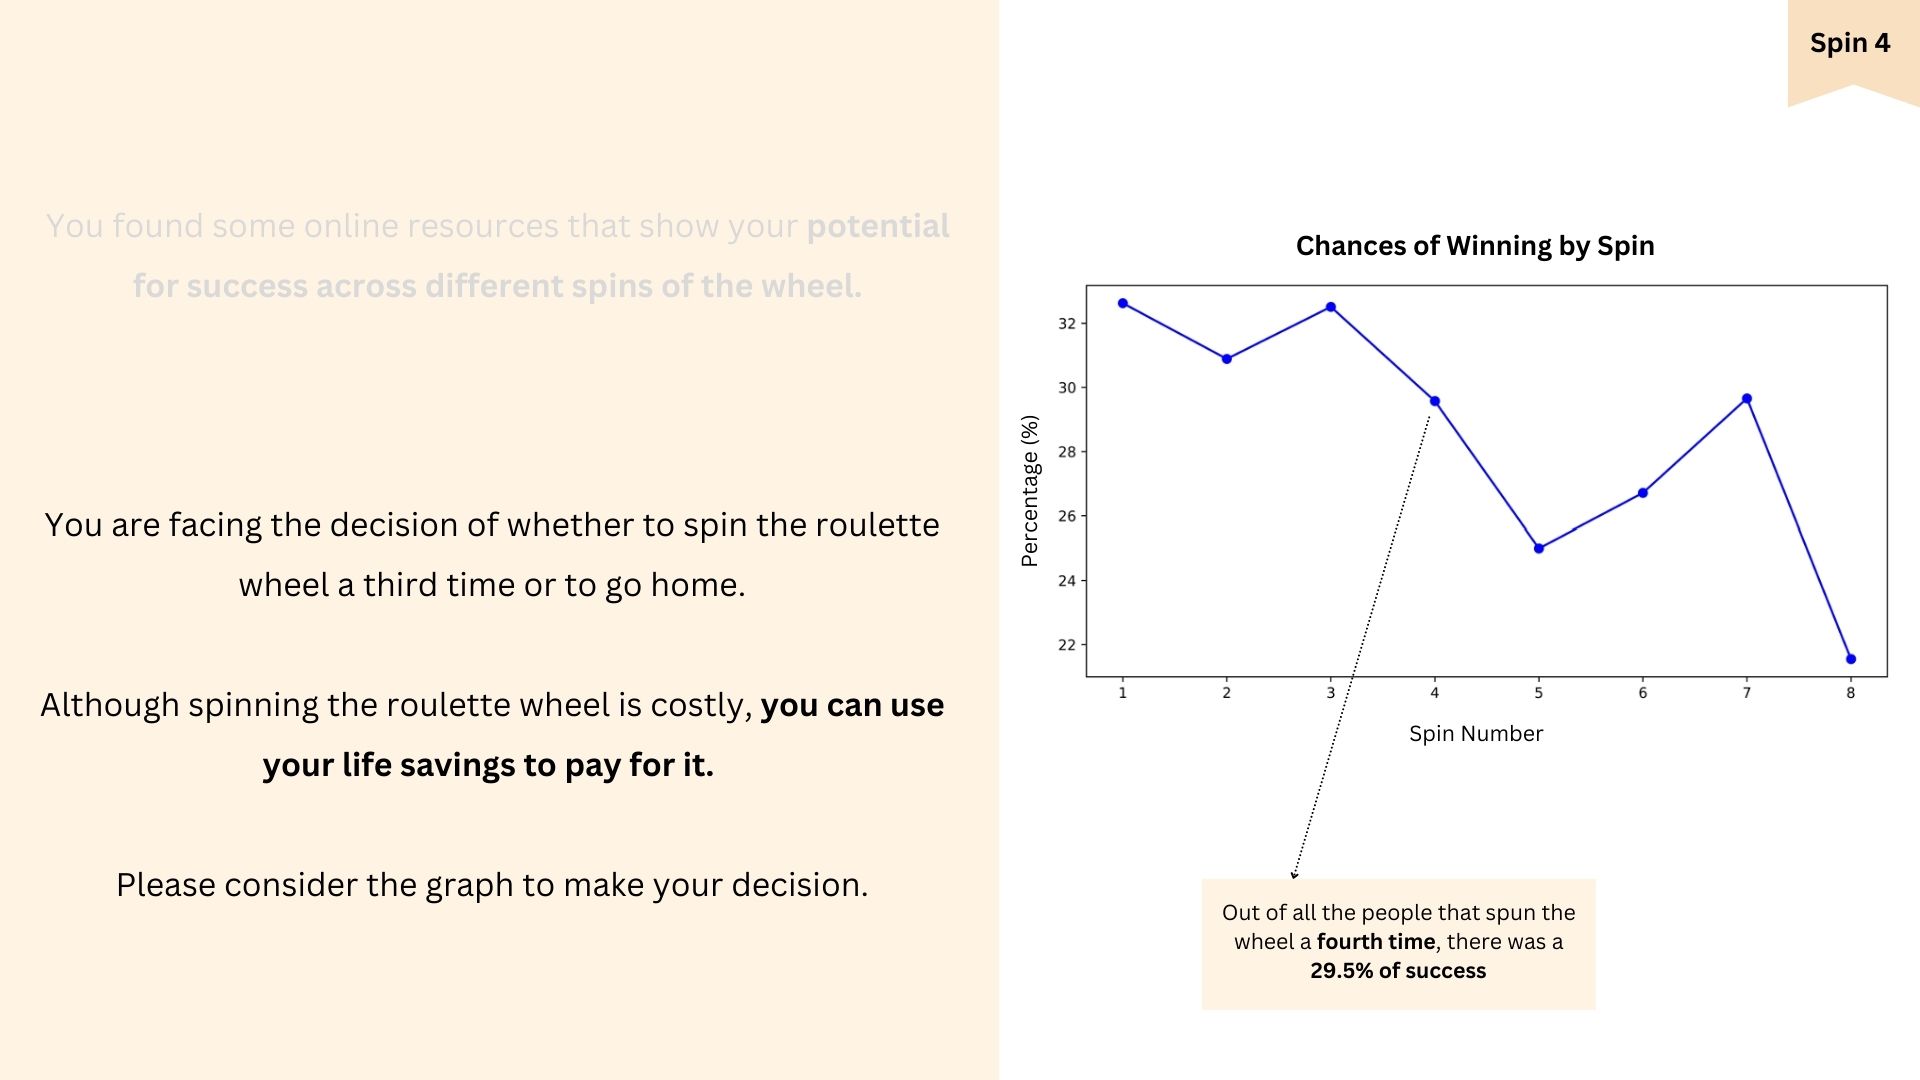 Spin 4
You found some online resources that show your potential
for success across different spins of the wheel.
You are facing the decision of whether to spin the roulette
wheel a third time or to go home.
Although spinning the roulette wheel is costly, you can use
your life savings to pay for it.
Please consider the graph to make your decision.
Chances of Winning by Spin
Percentage (%)
32
30
28
26
24
22
1 2 3 4 5 6 7 8
Spin Number
Out of all the people that spun the
wheel a fourth time, there was a
29.5% of success